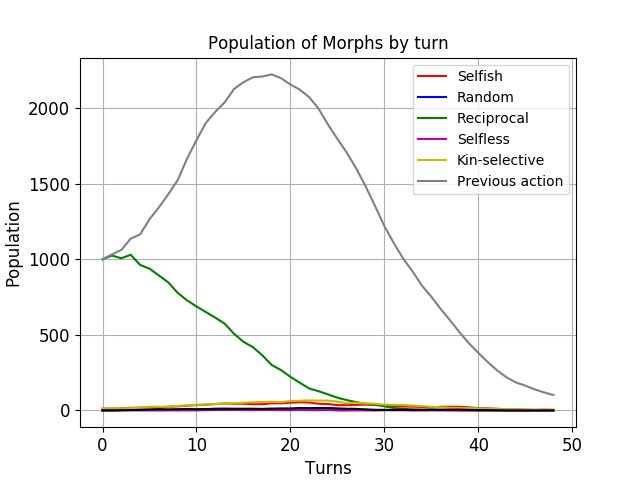 Population of Morphs by turn
Selfish
Random
Reciprocal
Selfless
Kin-selective
Previous action
Population
2000
1500
1000
500
0
0 10 20 30 40 50
Turns